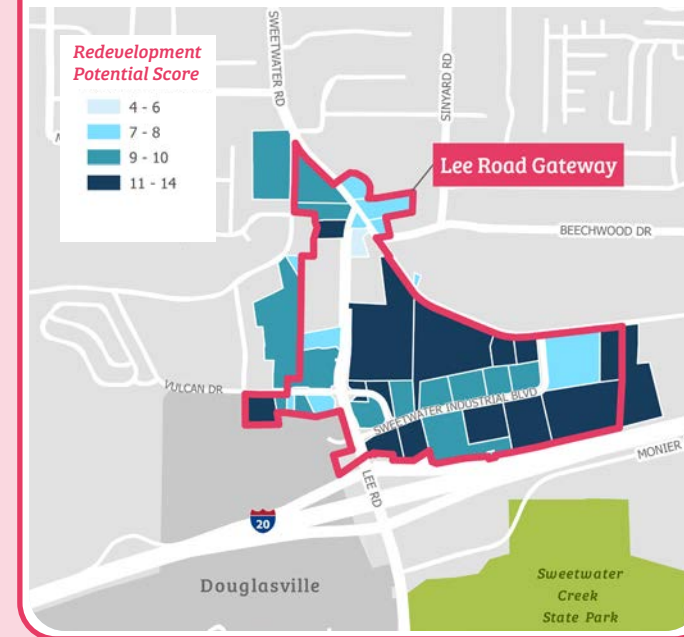 Redevelopment
Potential Score
4 - 6
7 - 8
9 - 10
11 - 14
SWEETWATER RD
SINYARD RD
Lee Road Gateway
BEECHWOOD DR
VULCAN DR
SWEETWATER INDUSTRIAL BLVD
MONIER
LEE RD
20
Douglasville
Sweetwater
Creek
State Park